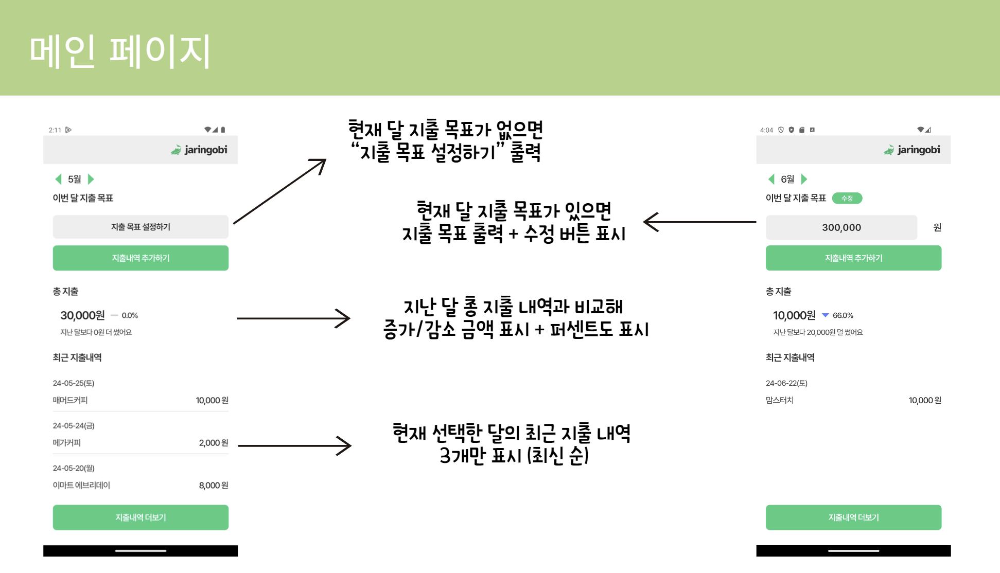 메인 페이지
2:11
jaringobi
5월
이번 달 지출 목표
지출 목표 설정하기
지출내역 추가하기
총 지출
30,000원 0.0%
지난 달보다 0원 더 썼어요
최근 지출내역
24-05-25(토)
매머드커피 10,000 원
24-05-24(금)
메가커피 2,000 원
24-05-20(월)
이마트 에브리데이 8,000 원
지출내역 더보기
현재 달 지출 목표가 없으면
“지출 목표 설정하기” 출력
현재 달 지출 목표가 있으면
지출 목표 출력 + 수정 버튼 표시
지난 달 총 지출 내역과 비교해
증가/감소 금액 표시 + 퍼센트도 표시
현재 선택한 달의 최근 지출 내역
3개만 표시 (최신 순)
4:04
jaringobi
6월
이번 달 지출 목표 수정
300,000 원
지출내역 추가하기
총 지출
10,000원 66.0%
지난 달보다 20,000원 덜 썼어요
최근 지출내역
24-06-22(토)
맘스터치 10,000 원
지출내역 더보기